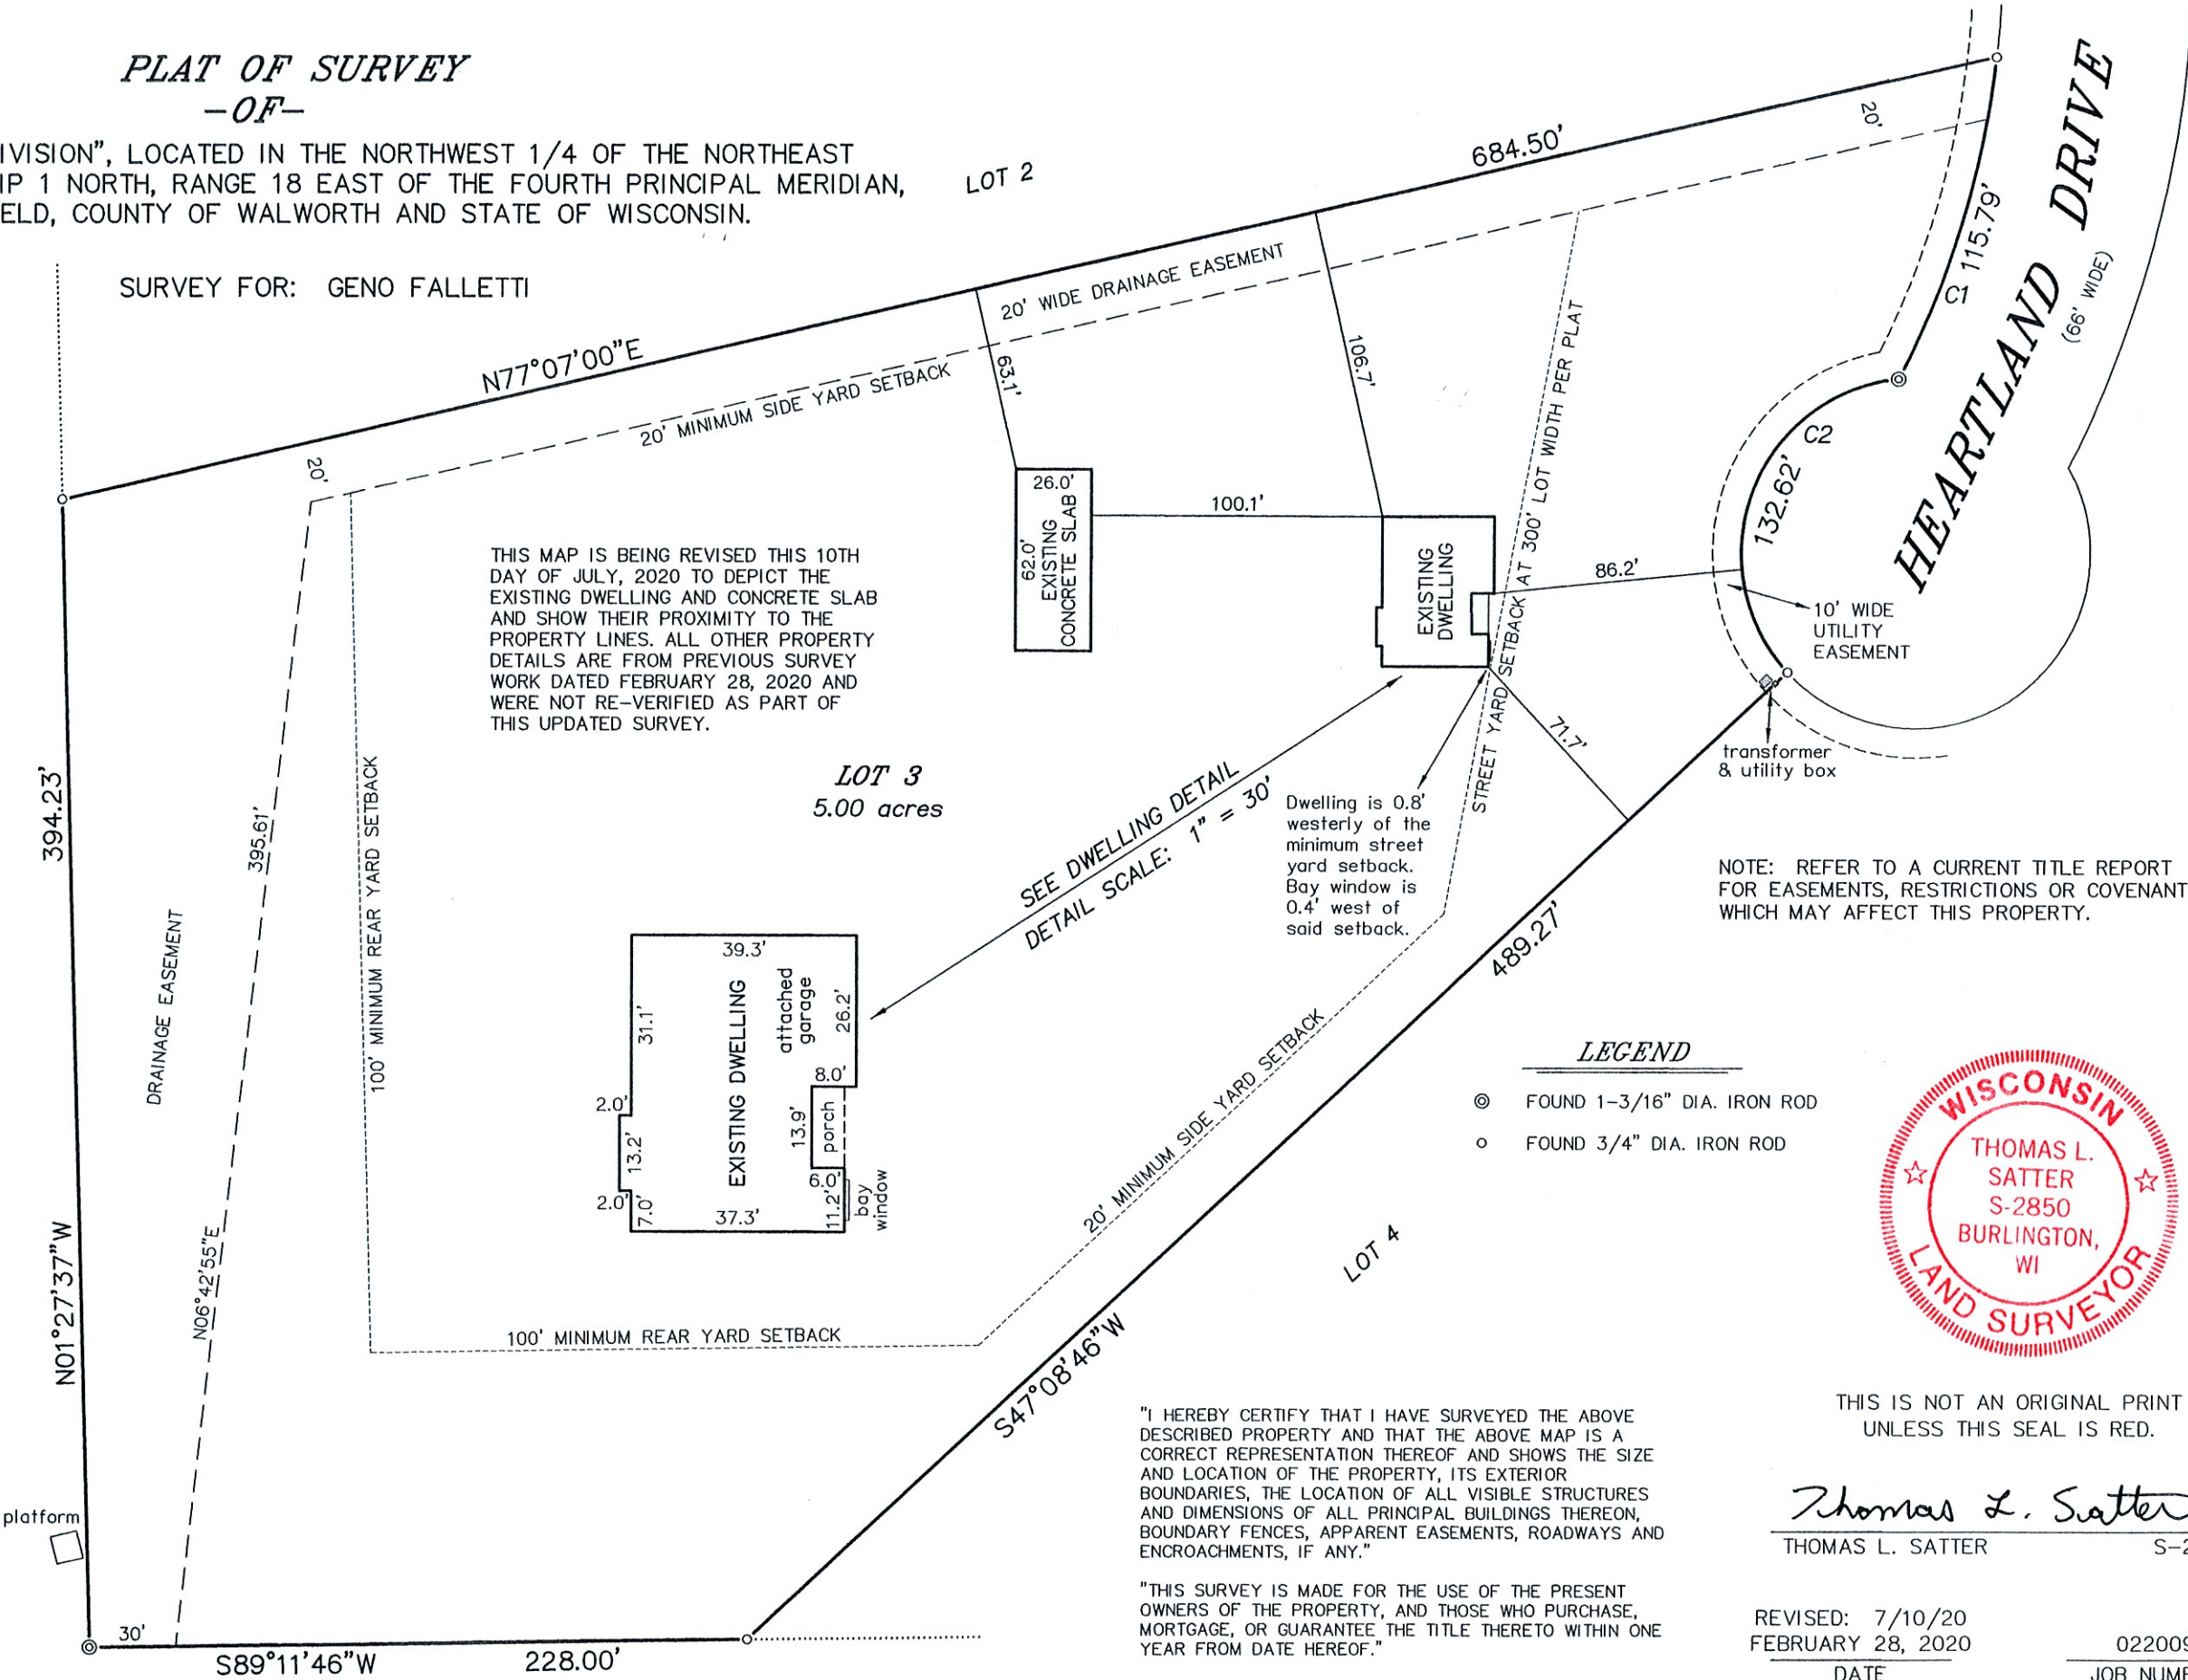 PLAT OF SURVEY
-OF-
IVISION", LOCATED IN THE NORTHWEST 1/4 OF THE NORTHEAST
IP 1 NORTH, RANGE 18 EAST OF THE FOURTH PRINCIPAL MERIDIAN,
ELD, COUNTY OF WALWORTH AND STATE OF WISCONSIN.
SURVEY FOR: GENO FALLETTI
LOT 2
684.50'
20'
N77°07'00"E
20' WIDE DRAINAGE EASEMENT
20' MINIMUM SIDE YARD SETBACK
20'
63.1'
106.7'
STREET YARD SETBACK AT 300' LOT WIDTH PER PLAT
115.79'
C1
HEARTLAND DRIVE
(66' WIDE)
C2
132.62'
26.0'
62.0'
EXISTING
CONCRETE SLAB
100.1'
EXISTING
DWELLING
86.2'
10' WIDE
UTILITY
EASEMENT
71.7'
transformer
& utility box
THIS MAP IS BEING REVISED THIS 10TH
DAY OF JULY, 2020 TO DEPICT THE
EXISTING DWELLING AND CONCRETE SLAB
AND SHOW THEIR PROXIMITY TO THE
PROPERTY LINES. ALL OTHER PROPERTY
DETAILS ARE FROM PREVIOUS SURVEY
WORK DATED FEBRUARY 28, 2020 AND
WERE NOT RE-VERIFIED AS PART OF
THIS UPDATED SURVEY.
LOT 3
5.00 acres
SEE DWELLING DETAIL
DETAIL SCALE: 1" = 30'
Dwelling is 0.8'
westerly of the
minimum street
yard setback.
Bay window is
0.4' west of
said setback.
NOTE: REFER TO A CURRENT TITLE REPORT
FOR EASEMENTS, RESTRICTIONS OR COVENANT
WHICH MAY AFFECT THIS PROPERTY.
394.23'
N01°27'37"W
395.61'
N06°42'55"E
DRAINAGE EASEMENT
100' MINIMUM REAR YARD SETBACK
39.3'
31.1'
EXISTING DWELLING
attached
garage
26.2'
8.0'
2.0'
13.9'
porch
13.2'
6.0'
2.0'
7.0'
37.3'
11.2'
bay
window
100' MINIMUM REAR YARD SETBACK
20' MINIMUM SIDE YARD SETBACK
489.27'
S47°08'46"W
LOT 4
LEGEND
FOUND 1-3/16" DIA. IRON ROD
FOUND 3/4" DIA. IRON ROD
WISCONSIN
THOMAS L.
SATTER
S-2850
BURLINGTON,
WI
LAND SURVEYOR
THIS IS NOT AN ORIGINAL PRINT
UNLESS THIS SEAL IS RED.
"I HEREBY CERTIFY THAT I HAVE SURVEYED THE ABOVE
DESCRIBED PROPERTY AND THAT THE ABOVE MAP IS A
CORRECT REPRESENTATION THEREOF AND SHOWS THE SIZE
AND LOCATION OF THE PROPERTY, ITS EXTERIOR
BOUNDARIES, THE LOCATION OF ALL VISIBLE STRUCTURES
AND DIMENSIONS OF ALL PRINCIPAL BUILDINGS THEREON,
BOUNDARY FENCES, APPARENT EASEMENTS, ROADWAYS AND
ENCROACHMENTS, IF ANY."
"THIS SURVEY IS MADE FOR THE USE OF THE PRESENT
OWNERS OF THE PROPERTY, AND THOSE WHO PURCHASE,
MORTGAGE, OR GUARANTEE THE TITLE THERETO WITHIN ONE
YEAR FROM DATE HEREOF."
Thomas L. Satter
THOMAS L. SATTER S-2
REVISED: 7/10/20
FEBRUARY 28, 2020 022009
DATE JOB NUME
platform
30'
S89°11'46"W 228.00'